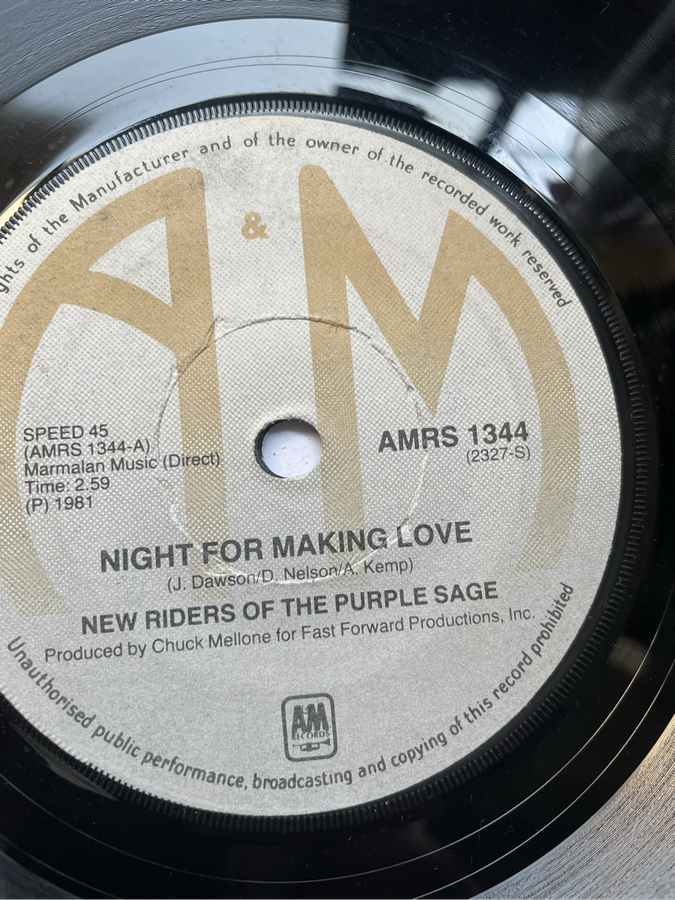 ghts of the Manufacturer and of the owner of the recorded work reserved
A & M
SPEED 45
(AMRS 1344-A)
Marmalan Music (Direct)
Time: 2.59
(P) 1981
AMRS 1344
(2327-S)
NIGHT FOR MAKING LOVE
(J. Dawson/D. Nelson/A. Kemp)
NEW RIDERS OF THE PURPLE SAGE
Produced by Chuck Mellone for Fast Forward Productions, Inc.
A&M
RECORDS
Unauthorised public performance, broadcasting and copying of this record prohibited